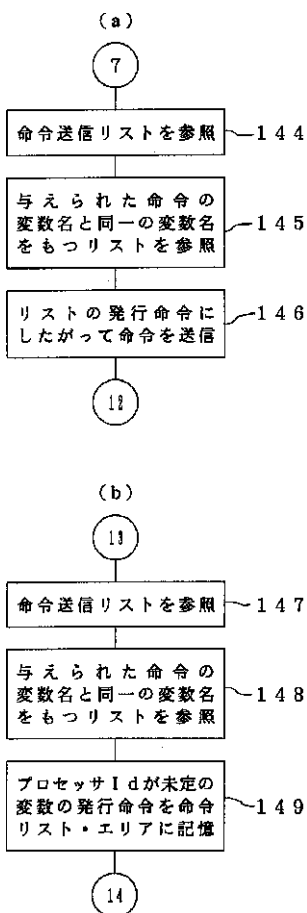 (a)
7
命令送信リストを参照 144
与えられた命令の
変数名と同一の変数名
をもつリストを参照 145
リストの発行命令に
したがって命令を送信 146
12
(b)
13
命令送信リストを参照 147
与えられた命令の
変数名と同一の変数名
をもつリストを参照 148
プロセッサIdが未定の
変数の発行命令を命令
リスト・エリアに記憶 149
14